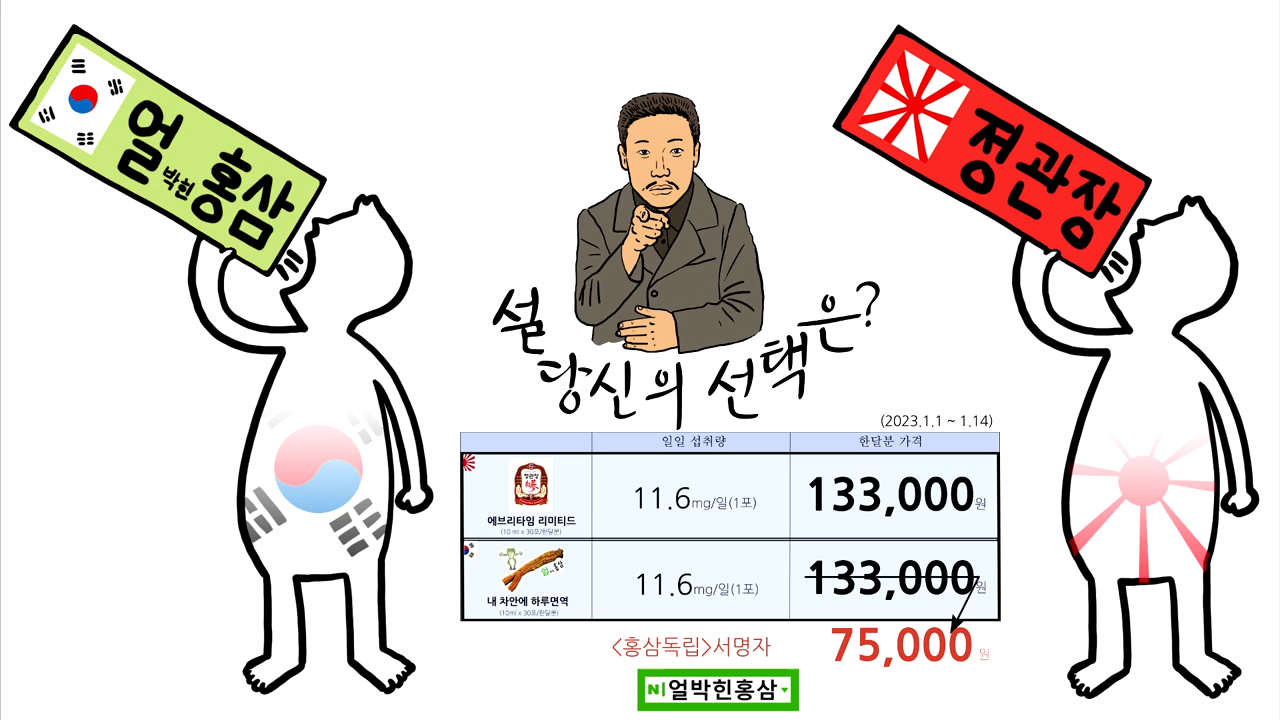 얼
박힌
홍삼
정관장
설
당신의 선택은?
(2023.1.1 ~ 1.14)
일일 섭취량
한달분 가격
정관장
에브리타임 리미티드
(10 ml x 30포/한달분)
11.6mg/일(1포)
133,000원
내 차안에 하루면역
(10ml x 30포/한달분)
11.6mg/일(1포)
133,000원
<홍삼독립>서명자
75,000원
N 얼박힌홍삼